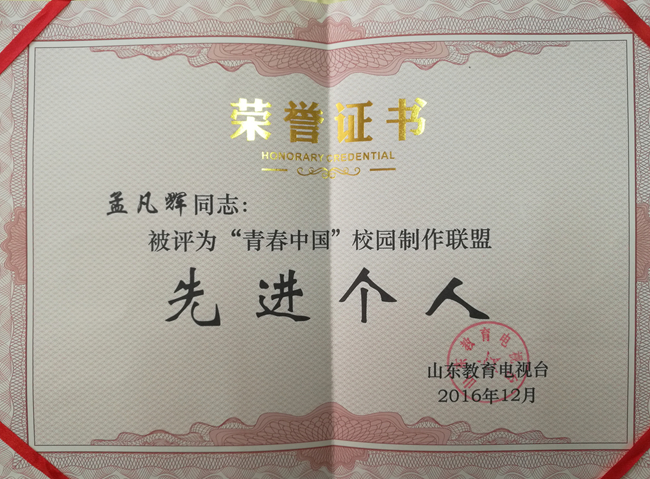 荣誉证书
HONORARY CREDENTIAL
孟凡辉同志：
被评为“青春中国”校园制作联盟
先进个人
山东教育电视台
2016年12月